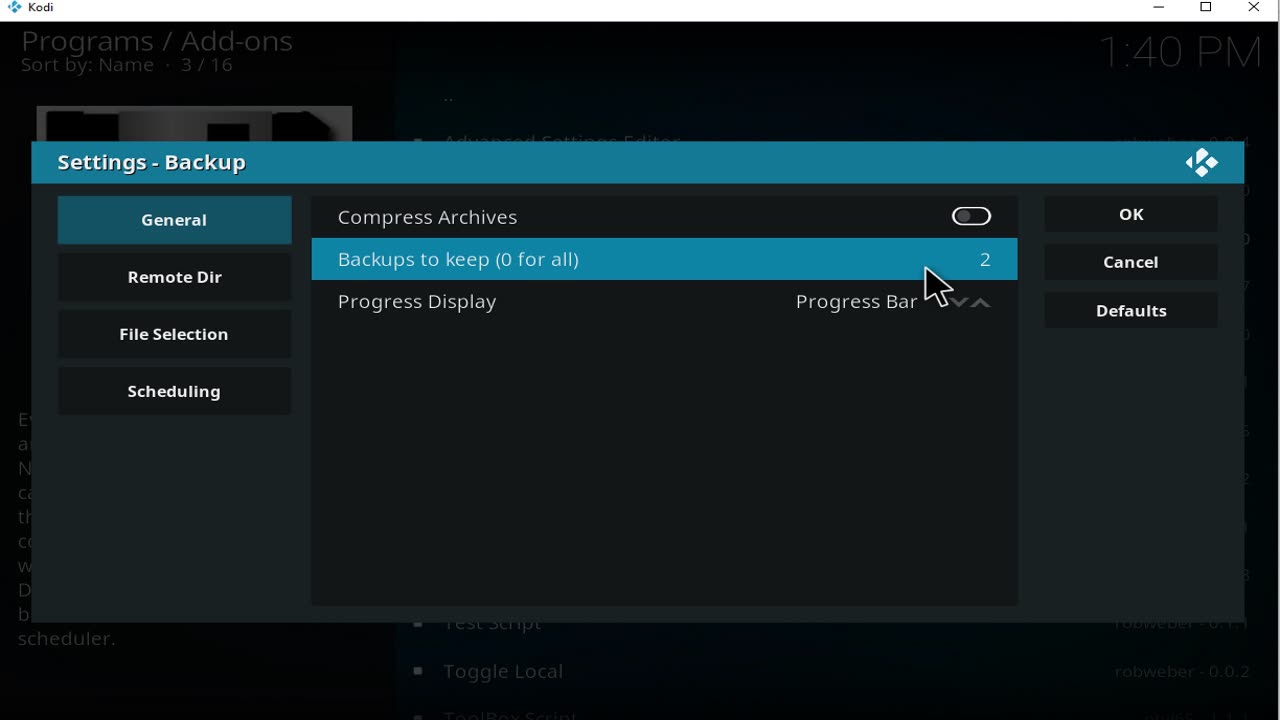 Kodi
Programs / Add-ons
Sort by: Name · 3 / 16
1:40 PM
..
Advanced Settings Editor
Settings - Backup
General
Remote Dir
File Selection
Scheduling
Compress Archives
Backups to keep (0 for all) 2
Progress Display Progress Bar
OK
Cancel
Defaults
scheduler.
Test Script robweber - 0.1.1
Toggle Local robweber - 0.0.2
ToolBox Script